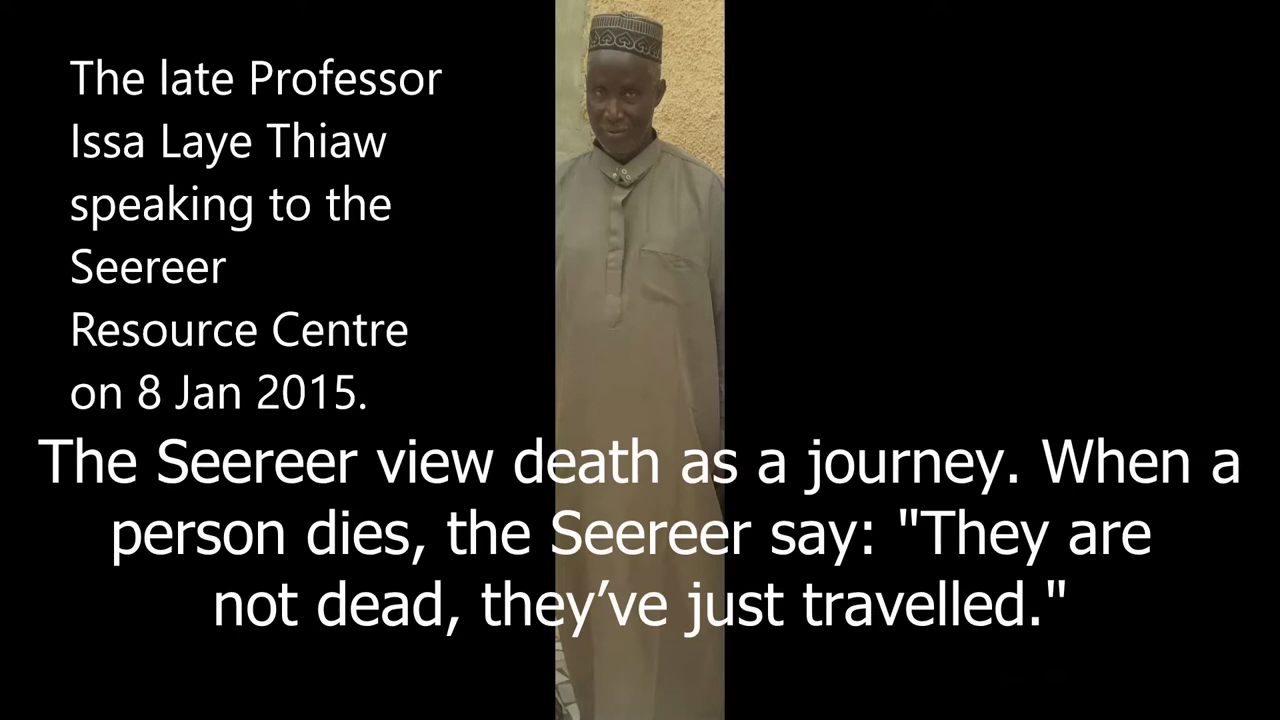 The late Professor
Issa Laye Thiaw
speaking to the
Seereer
Resource Centre
on 8 Jan 2015.
The Seereer view death as a journey. When a
person dies, the Seereer say: "They are
not dead, they’ve just travelled."